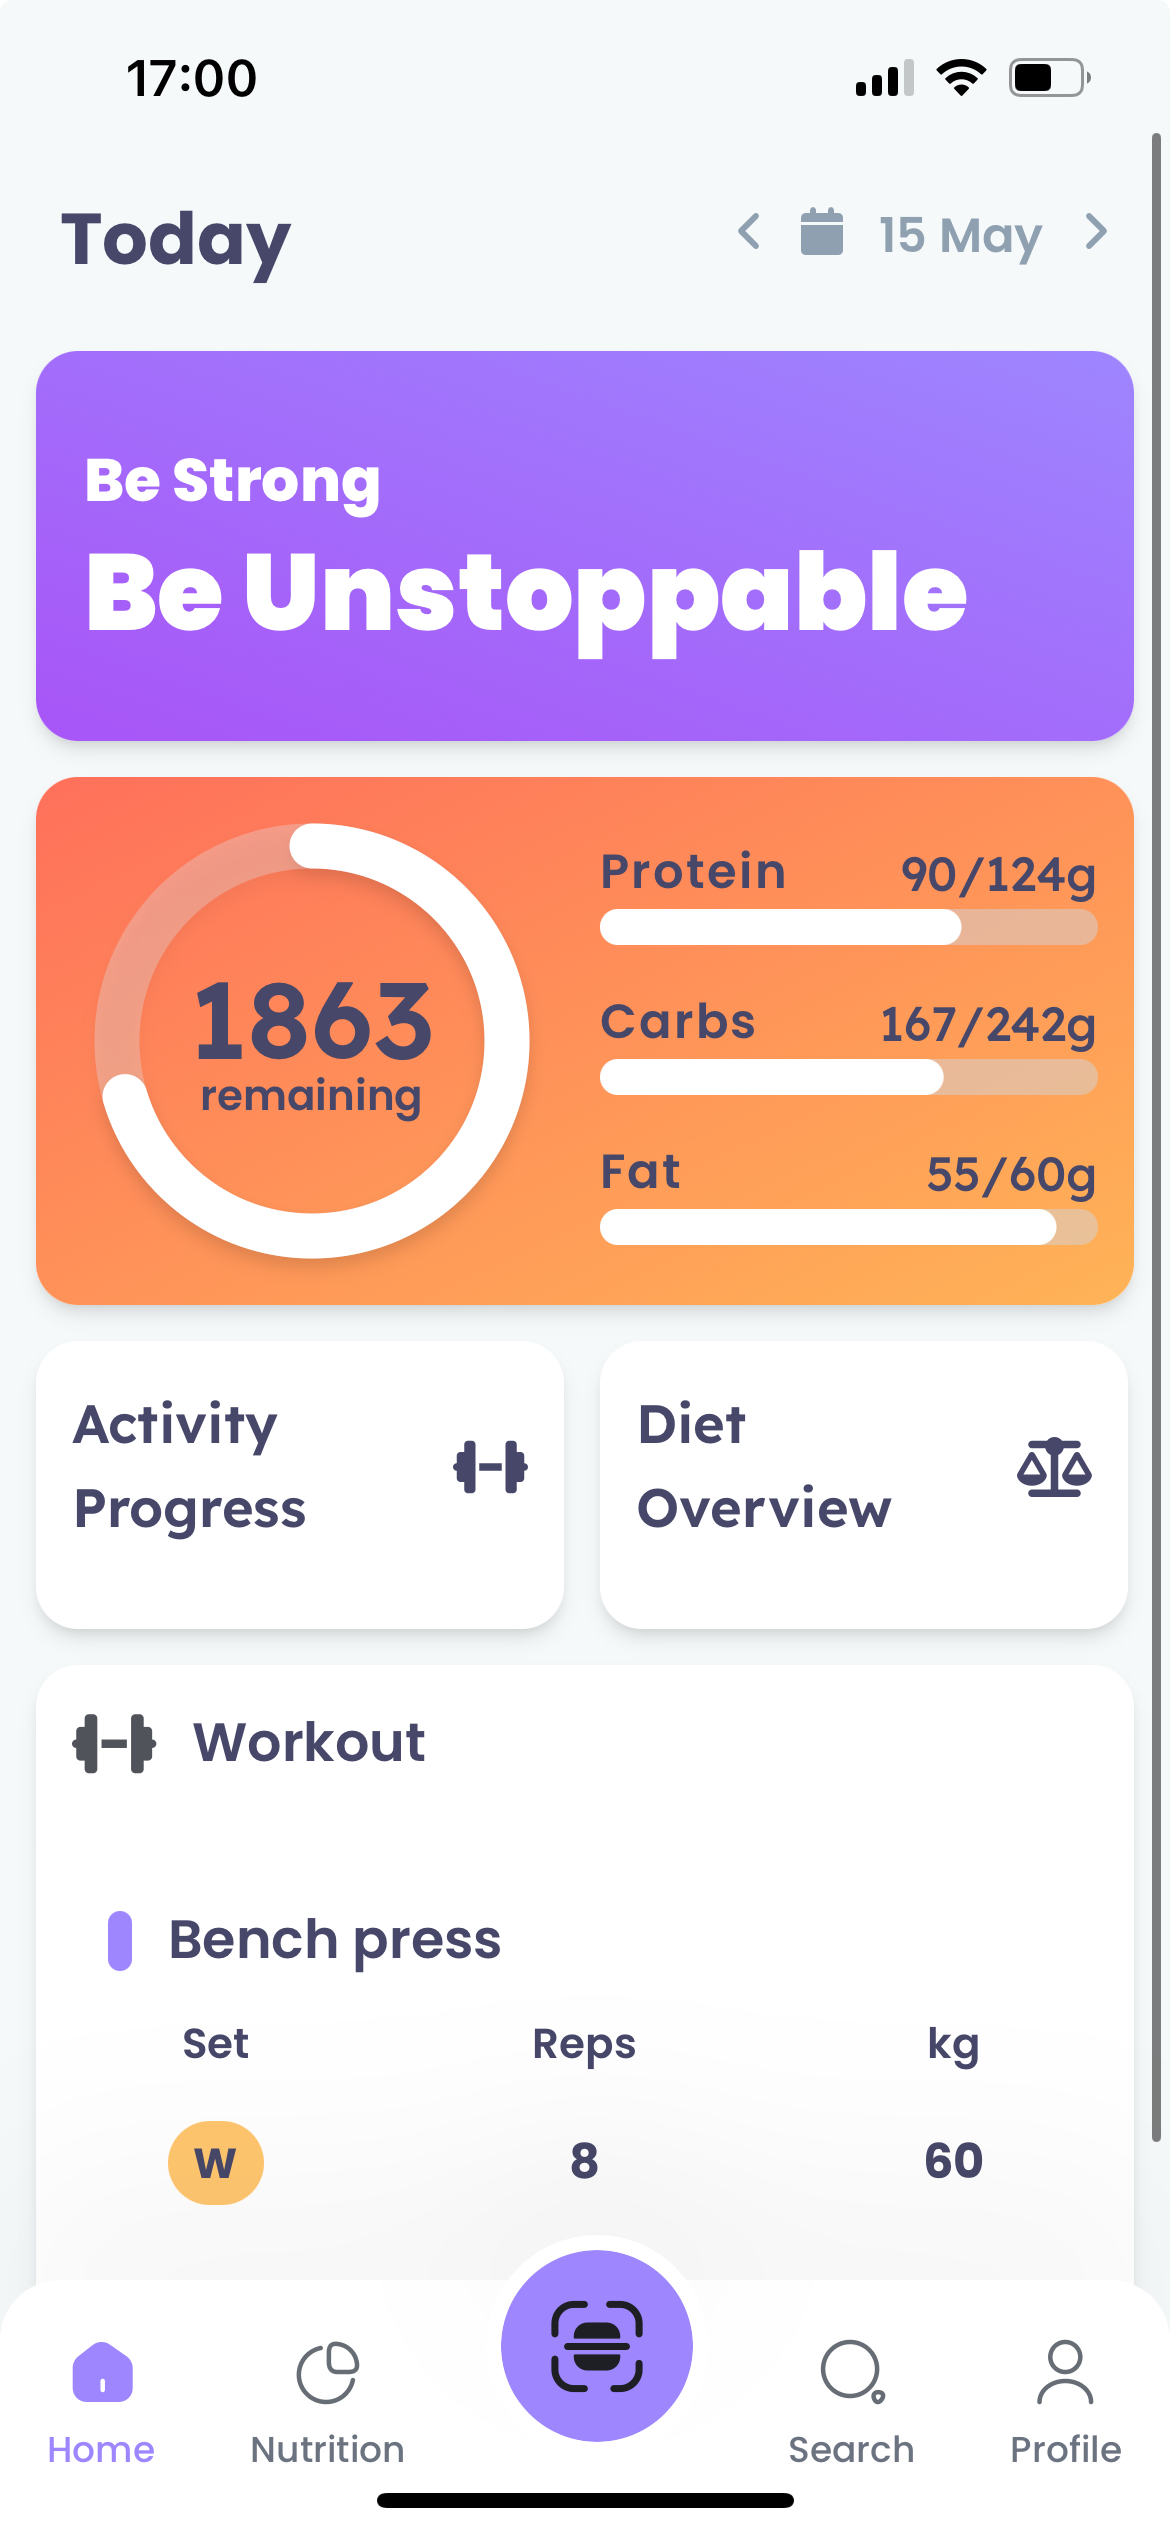 17:00
Today
15 May
Be Strong
Be Unstoppable
1863
remaining
Protein 90/124g
Carbs 167/242g
Fat 55/60g
Activity
Progress
Diet
Overview
Workout
Bench press
Set Reps kg
W 8 60
Home Nutrition Search Profile